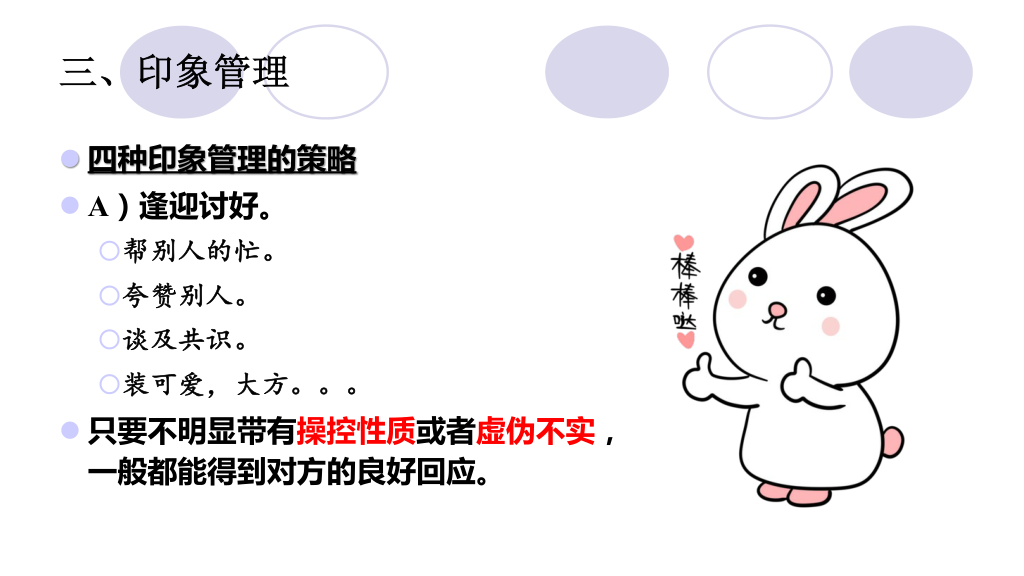 三、印象管理
四种印象管理的策略
A）逢迎讨好。
帮别人的忙。
夸赞别人。
谈及共识。
装可爱，大方。。。
只要不明显带有操控性质或者虚伪不实，
一般都能得到对方的良好回应。
棒棒哒